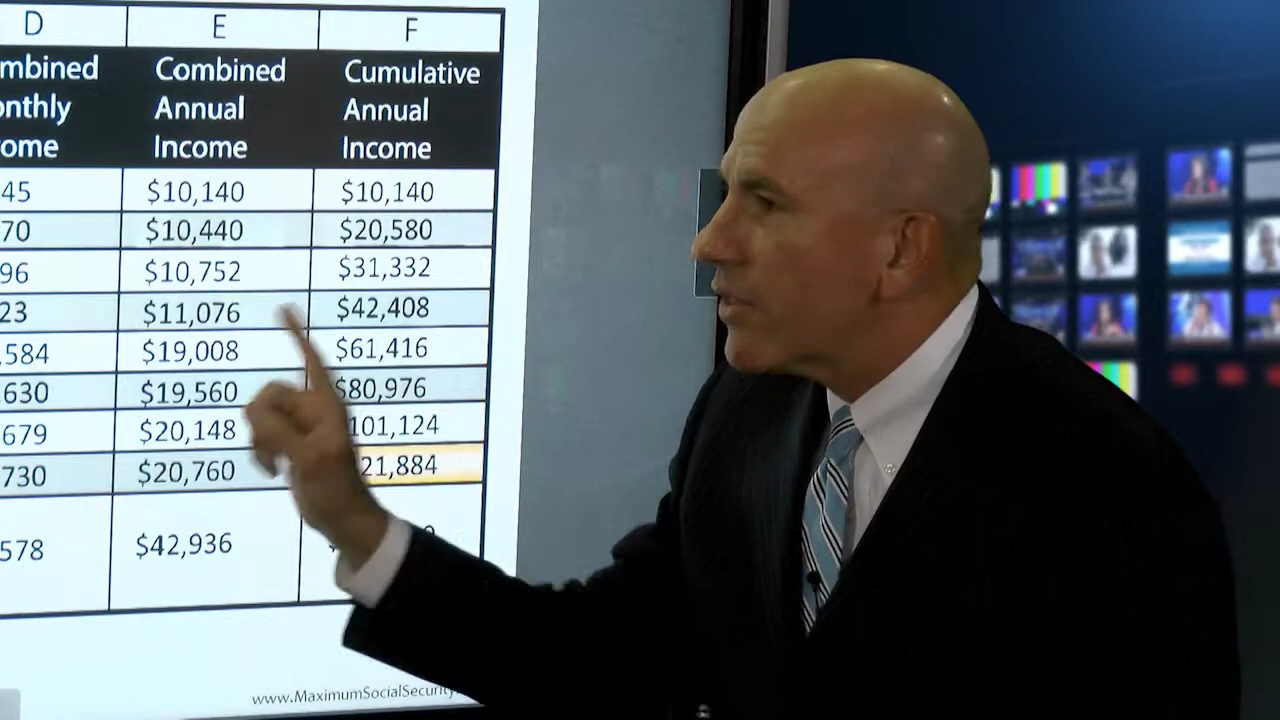 D E F
mbined Combined Cumulative
onthly Annual Annual
ome Income Income
45 $10,140 $10,140
70 $10,440 $20,580
96 $10,752 $31,332
23 $11,076 $42,408
,584 $19,008 $61,416
,630 $19,560 $80,976
,679 $20,148 101,124
,730 $20,760 21,884
,578 $42,936
www.MaximumSocialSecurity.